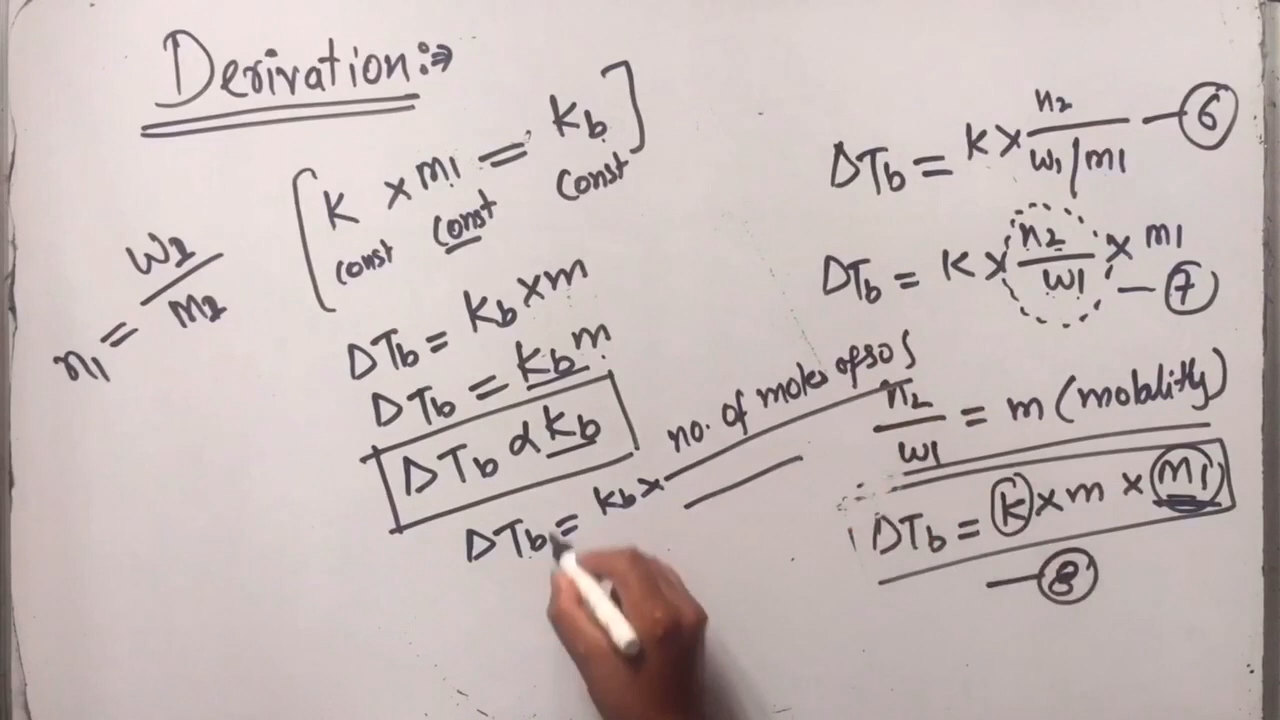 Derivation:⇒
[K × m1 = Kb]
const const const
n1 = W2/M2
ΔTb = Kb × m
ΔTb = Kb m
ΔTb ∝ Kb
ΔTb = Kb × no. of moles of so
ΔTb = K × n2/W1/m1 — 6
ΔTb = K × n2/W1 × m1 — 7
n2/W1 = m (molality)
ΔTb = K × m × m1
— 8